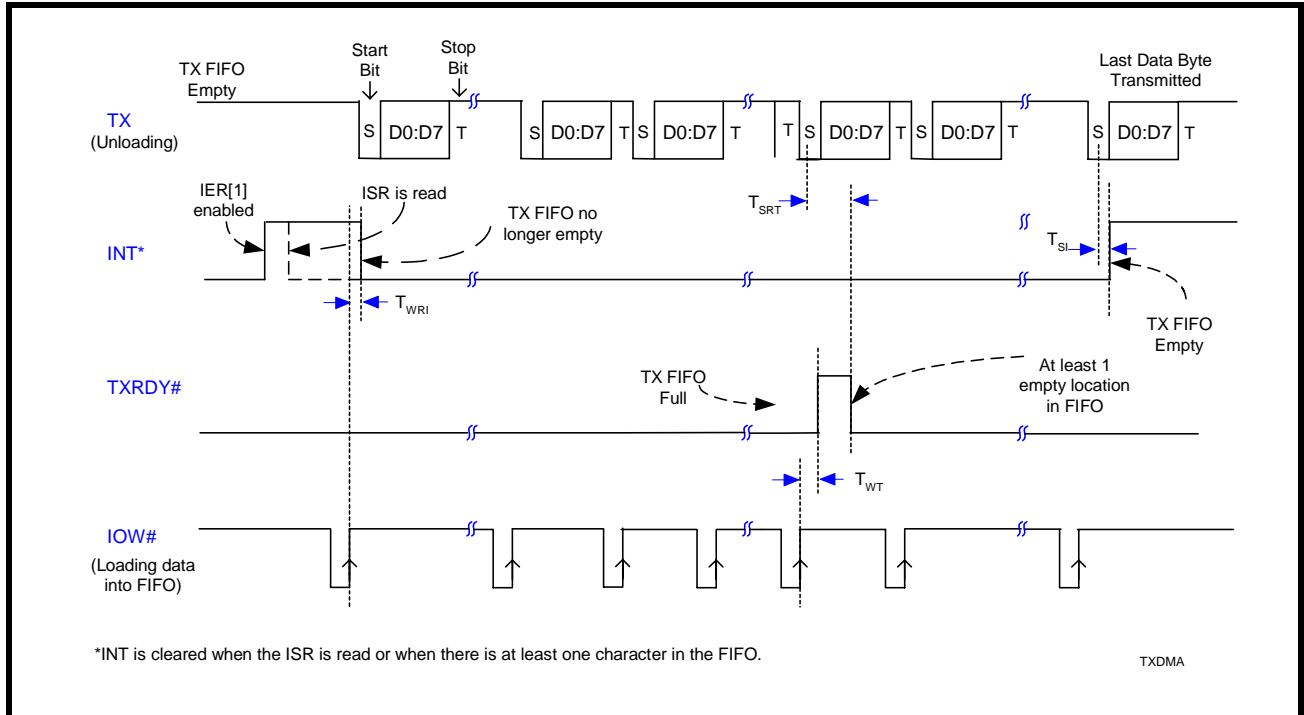 TX FIFO
Empty
Start
Bit
Stop
Bit
Last Data Byte
Transmitted
TX
(Unloading)
S D0:D7 T S D0:D7 T S D0:D7 T T S D0:D7 T S D0:D7 T S D0:D7 T
IER[1]
enabled
ISR is read
TX FIFO no
longer empty
TSRT
TSI
INT*
TWRI
TX FIFO
Empty
TXRDY#
TX FIFO
Full
At least 1
empty location
in FIFO
TWT
IOW#
(Loading data
into FIFO)
*INT is cleared when the ISR is read or when there is at least one character in the FIFO.
TXDMA